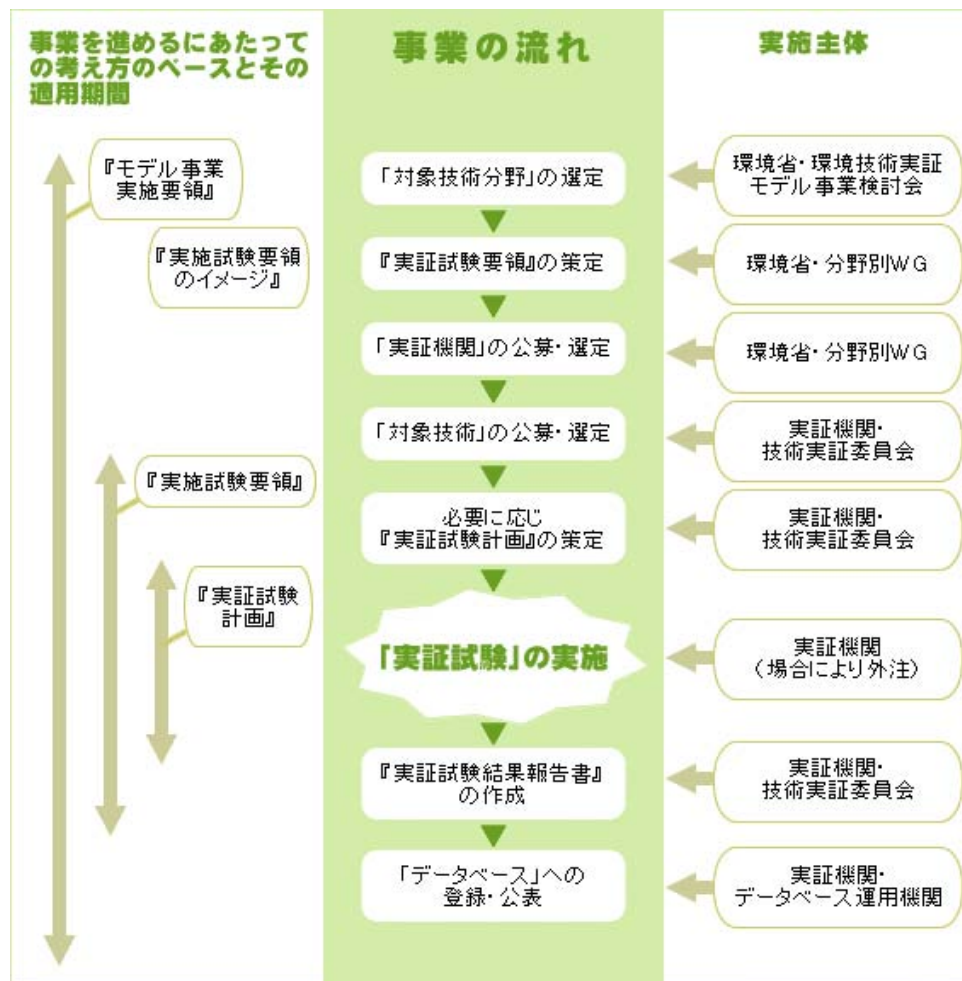 事業を進めるにあたって
の考え方のベースとその
適用期間
事業の流れ
実施主体
『モデル事業
実施要領』
『実施試験要領
のイメージ』
『実施試験要領』
『実証試験
計画』
「対象技術分野」の選定
『実証試験要領』の策定
「実証機関」の公募・選定
「対象技術」の公募・選定
必要に応じ
『実証試験計画』の策定
「実証試験」の実施
『実証試験結果報告書』
の作成
「データベース」への
登録・公表
環境省・環境技術実証
モデル事業検討会
環境省・分野別WG
環境省・分野別WG
実証機関・
技術実証委員会
実証機関・
技術実証委員会
実証機関
(場合により外注)
実証機関・
技術実証委員会
実証機関・
データベース運用機関